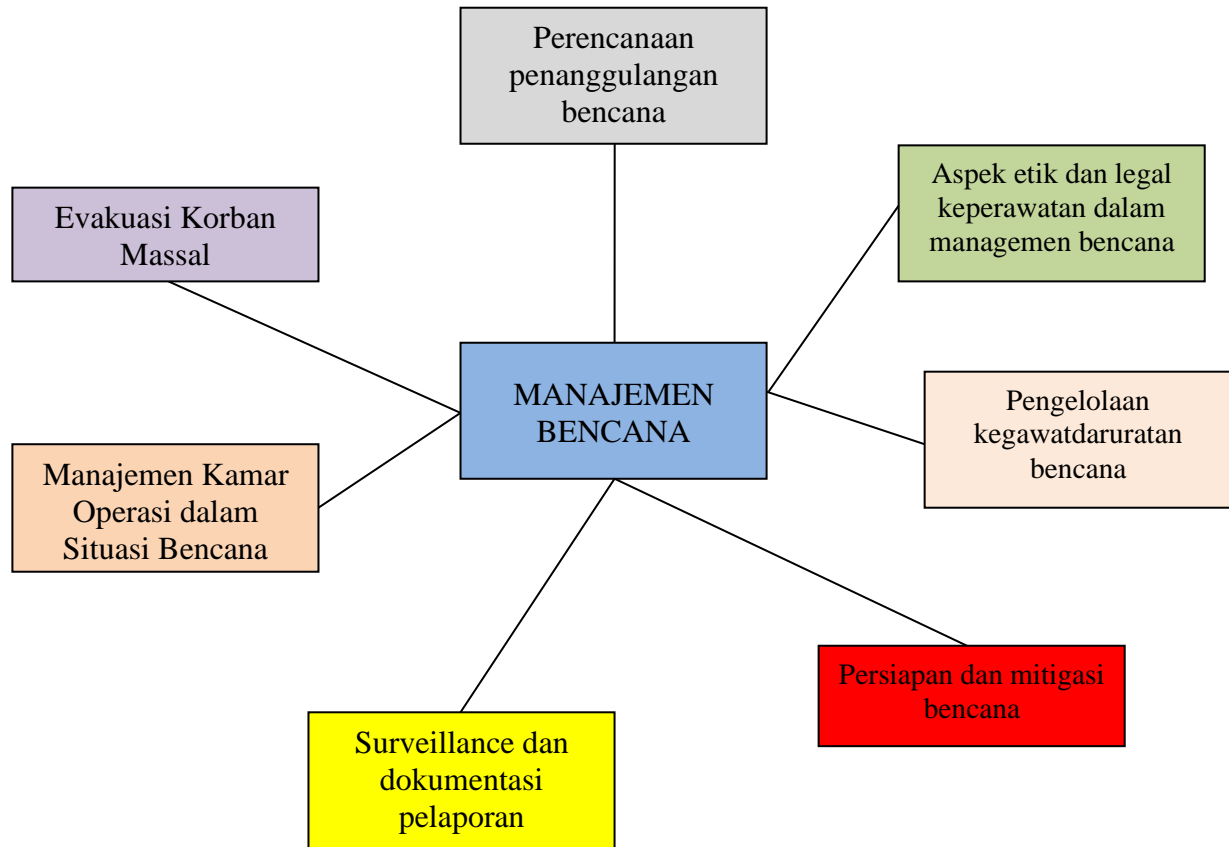 Perencanaan
penanggulangan
bencana
Aspek etik dan legal
keperawatan dalam
managemen bencana
Evakuasi Korban
Massal
MANAJEMEN
BENCANA
Pengelolaan
kegawatdaruratan
bencana
Manajemen Kamar
Operasi dalam
Situasi Bencana
Persiapan dan mitigasi
bencana
Surveillance dan
dokumentasi
pelaporan